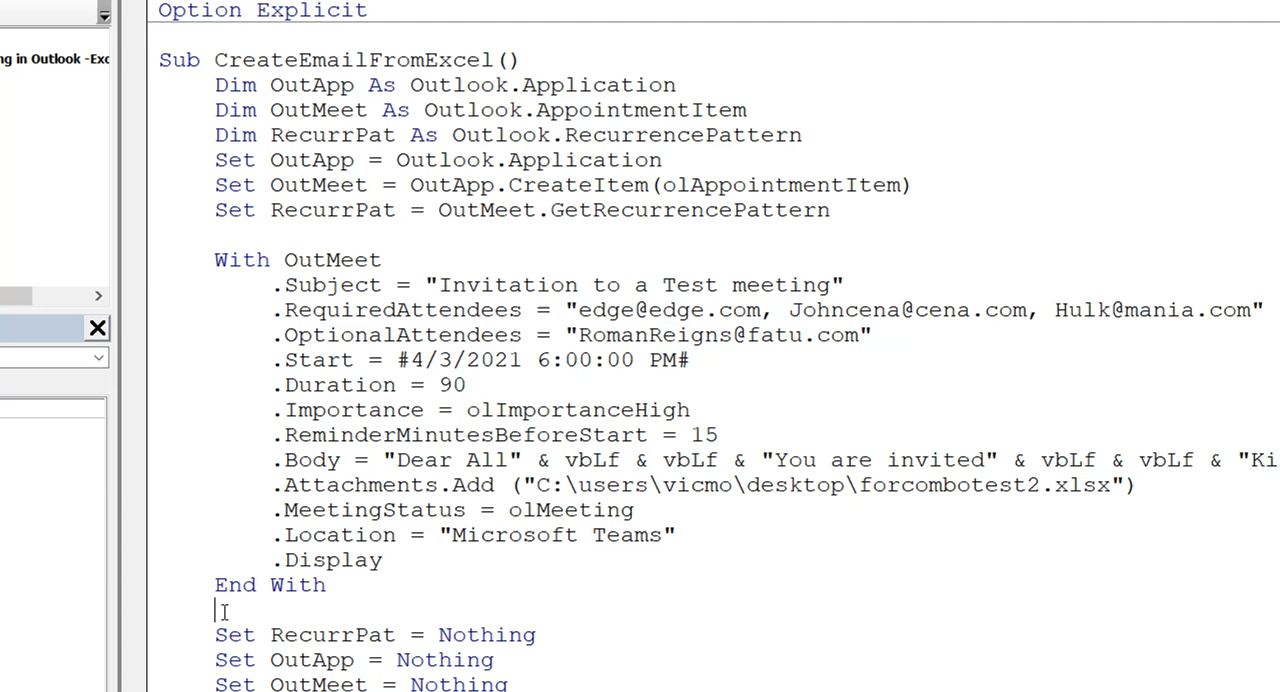 Option Explicit
ng in Outlook -Exc
Sub CreateEmailFromExcel()
Dim OutApp As Outlook.Application
Dim OutMeet As Outlook.AppointmentItem
Dim RecurrPat As Outlook.RecurrencePattern
Set OutApp = Outlook.Application
Set OutMeet = OutApp.CreateItem(olAppointmentItem)
Set RecurrPat = OutMeet.GetRecurrencePattern
With OutMeet
.Subject = "Invitation to a Test meeting"
.RequiredAttendees = "edge@edge.com, Johncena@cena.com, Hulk@mania.com"
.OptionalAttendees = "RomanReigns@fatu.com"
.Start = #4/3/2021 6:00:00 PM#
.Duration = 90
.Importance = olImportanceHigh
.ReminderMinutesBeforeStart = 15
.Body = "Dear All" & vbLf & vbLf & "You are invited" & vbLf & vbLf & "Ki
.Attachments.Add ("C:\users\vicmo\desktop\forcombotest2.xlsx")
.MeetingStatus = olMeeting
.Location = "Microsoft Teams"
.Display
End With
Set RecurrPat = Nothing
Set OutApp = Nothing
Set OutMeet = Nothing